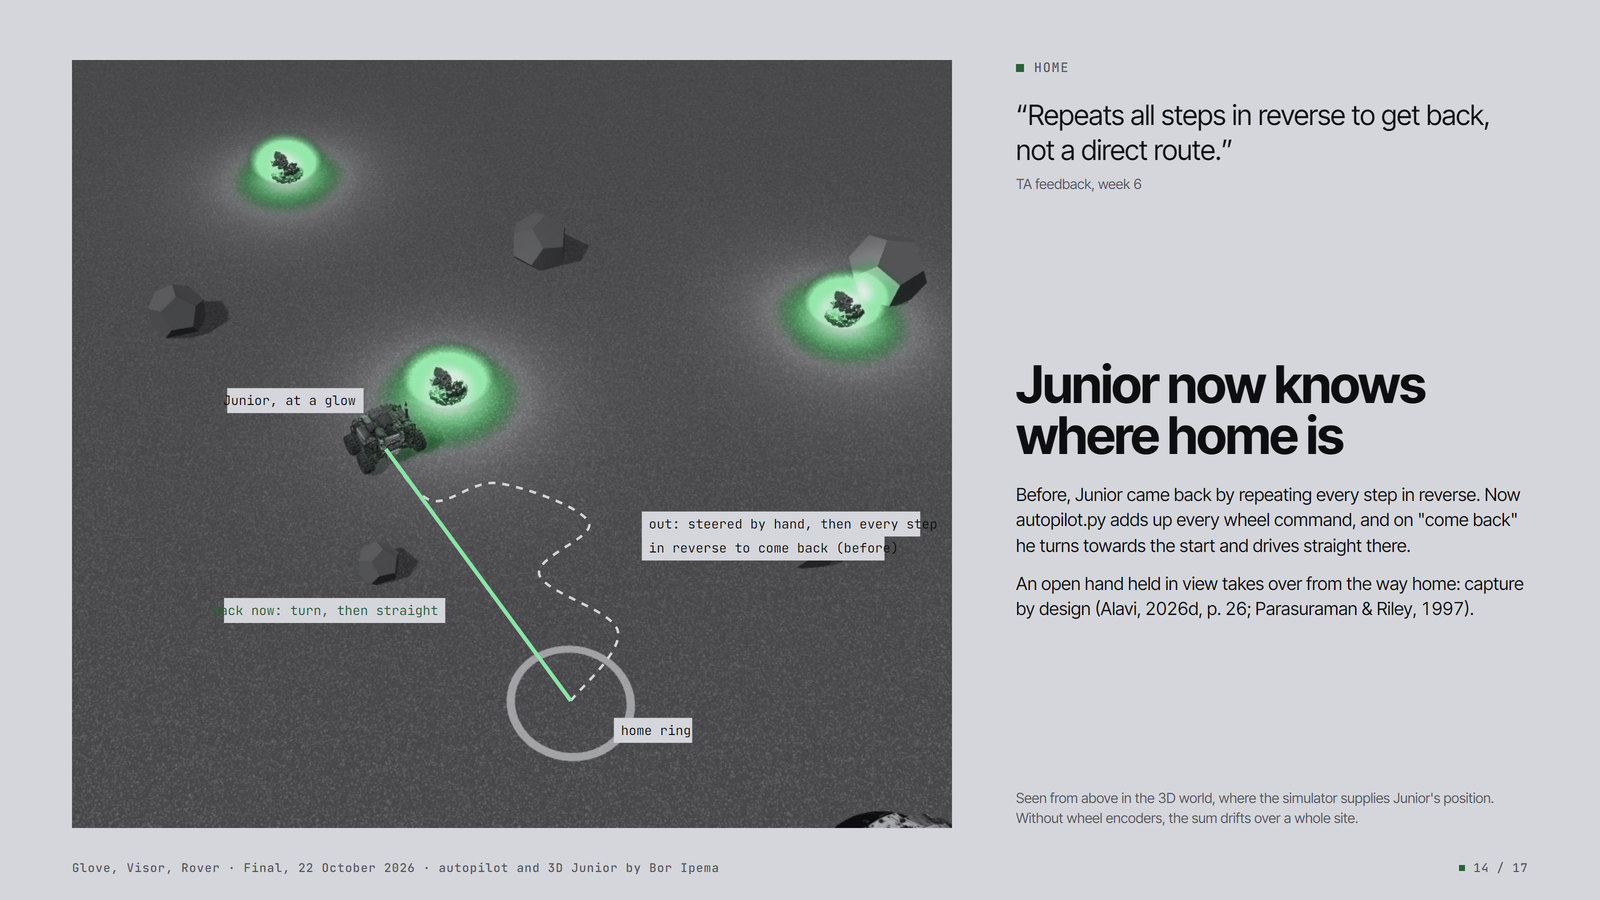 Junior, at a glow
out: steered by hand, then every step
in reverse to come back (before)
back now: turn, then straight
home ring
HOME
“Repeats all steps in reverse to get back,
not a direct route.”
TA feedback, week 6
Junior now knows
where home is
Before, Junior came back by repeating every step in reverse. Now
autopilot.py adds up every wheel command, and on "come back"
he turns towards the start and drives straight there.
An open hand held in view takes over from the way home: capture
by design (Alavi, 2026d, p. 26; Parasuraman & Riley, 1997).
Seen from above in the 3D world, where the simulator supplies Junior's position.
Without wheel encoders, the sum drifts over a whole site.
Glove, Visor, Rover · Final, 22 October 2026 · autopilot and 3D Junior by Bor Ipema
14 / 17